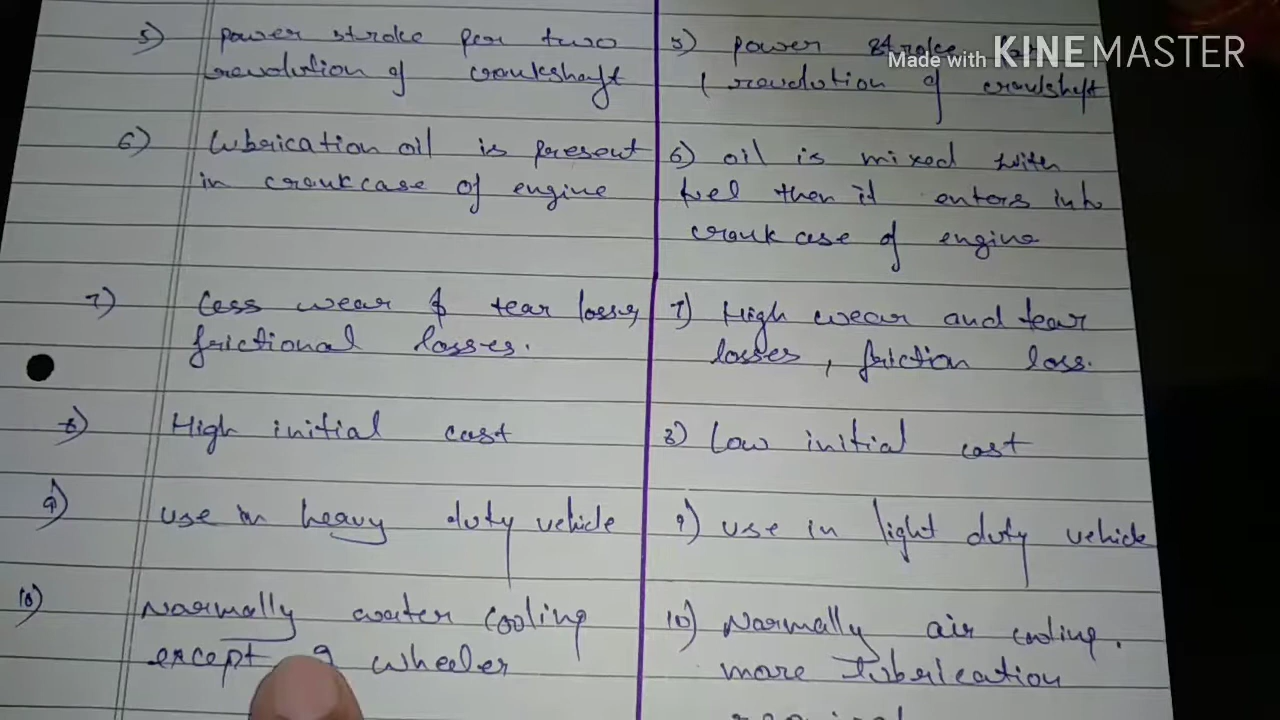 5) power stroke per two
revolution of crankshaft
6) lubrication oil is present
in crankcase of engine
7) Less wear & tear losses
frictional losses.
8) High initial cost
9) use in heavy duty vehicle
10) Normally water cooling
except 2 wheeler
5) power stroke
1 revolution of crankshaft
6) oil is mixed with
fuel then it enters into
crank case of engine
7) High wear and tear
losses, friction loss.
8) Low initial cost
9) use in light duty vehicle
10) Normally air cooling.
more lubrication
Made with KINEMASTER